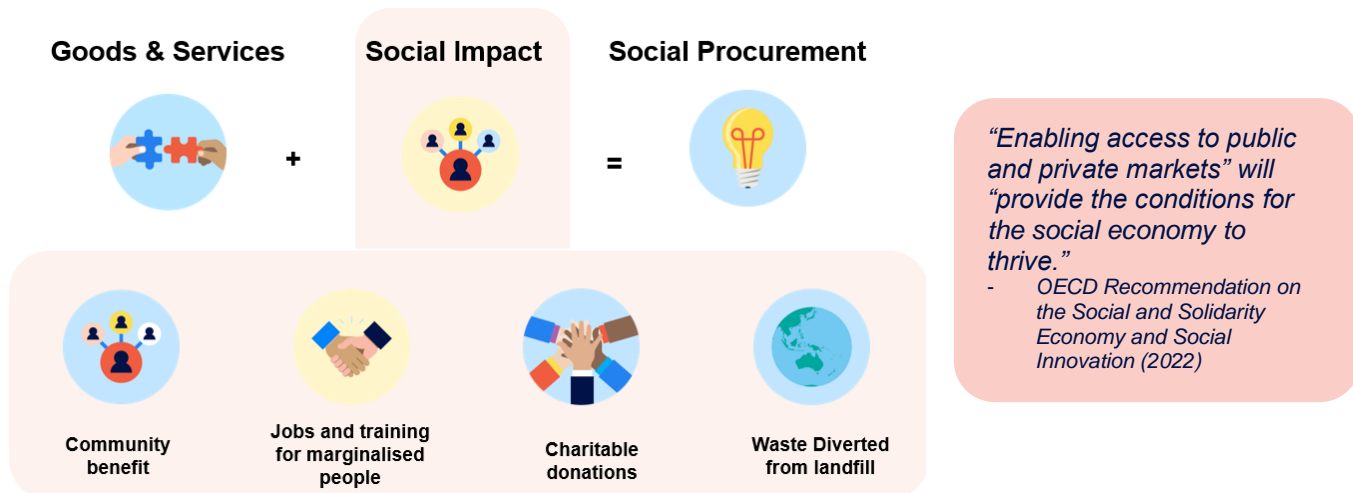 Goods & Services
Social Impact
Social Procurement
+
=
Community
benefit
Jobs and training
for marginalised
people
Charitable
donations
Waste Diverted
from landfill
“Enabling access to public
and private markets” will
“provide the conditions for
the social economy to
thrive.”
- OECD Recommendation on
the Social and Solidarity
Economy and Social
Innovation (2022)